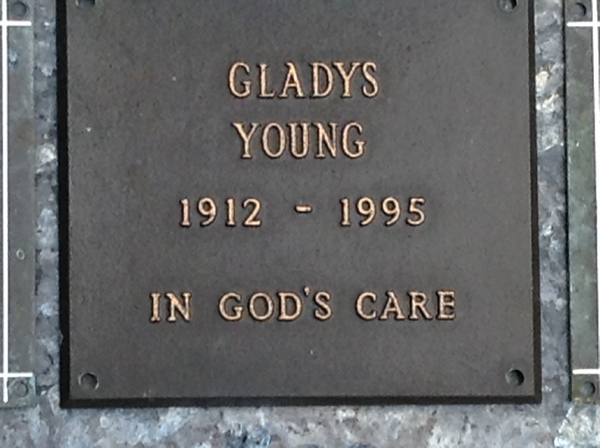 GLADYS
YOUNG
1912 - 1995
IN GOD'S CARE